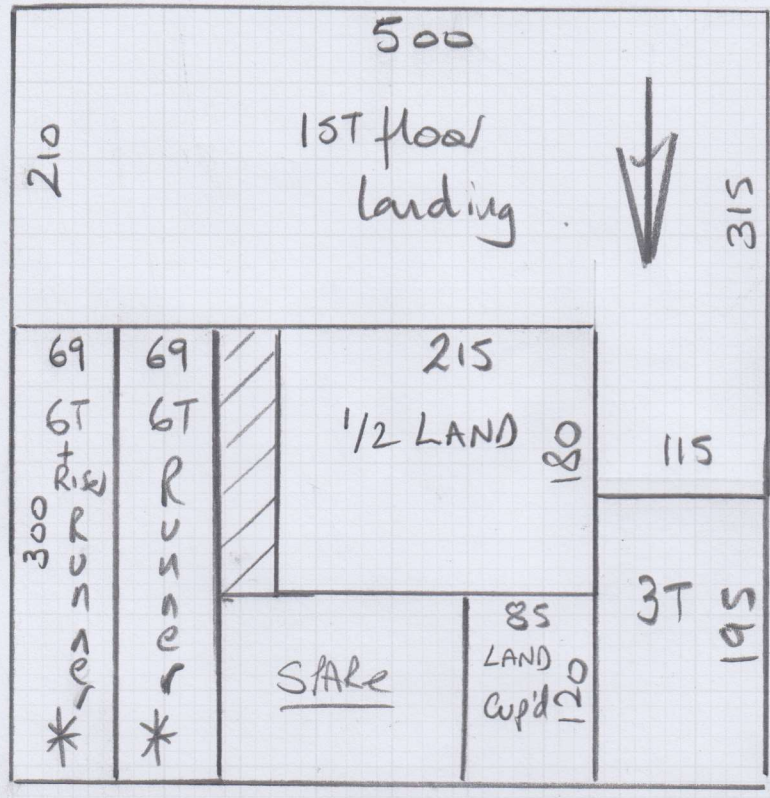 500
210
1ST floor
landing
315
69
6T
+
Riser
300
Runner
*
69
6T
Runner
*
215
1/2 LAND
180
115
3T
195
SPARe
85
LAND
Cup'd
120